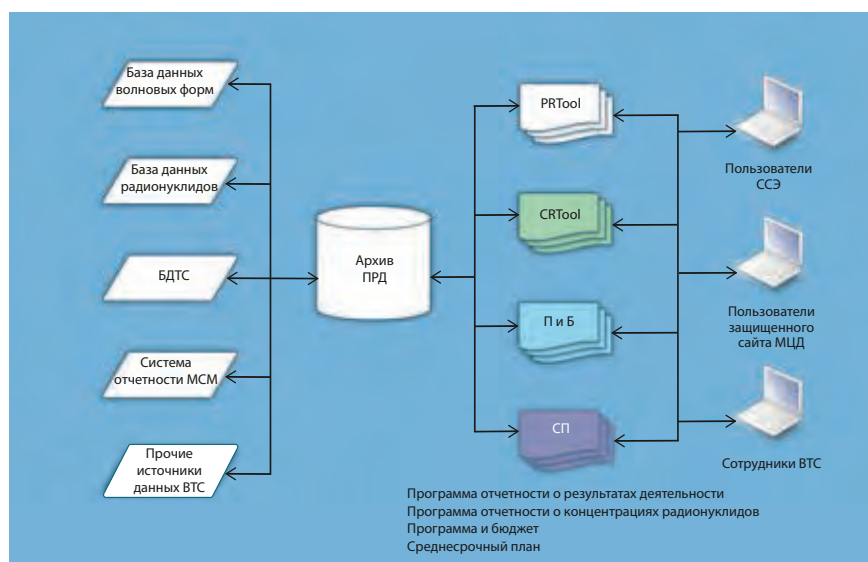 База данных
волновых форм
База данных
радионуклидов
БДТС
Система
отчетности МСМ
Прочие
источники
данных ВТС
Архив
ПРД
PRTool
CRTool
П и Б
СП
Пользователи
ССЭ
Пользователи
защищенного
сайта МЦД
Сотрудники ВТС
Программа отчетности о результатах деятельности
Программа отчетности о концентрациях радионуклидов
Программа и бюджет
Среднесрочный план